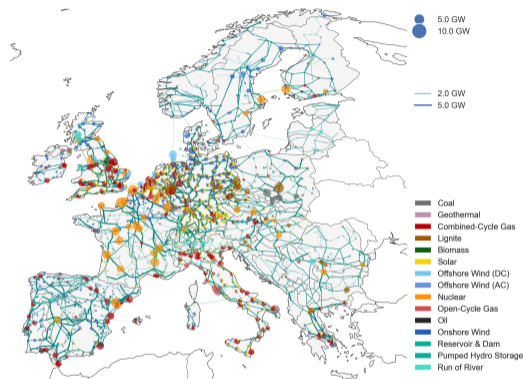 5.0 GW
10.0 GW
2.0 GW
5.0 GW
Coal
Geothermal
Combined-Cycle Gas
Lignite
Biomass
Solar
Offshore Wind (DC)
Offshore Wind (AC)
Nuclear
Open-Cycle Gas
Oil
Onshore Wind
Reservoir & Dam
Pumped Hydro Storage
Run of River